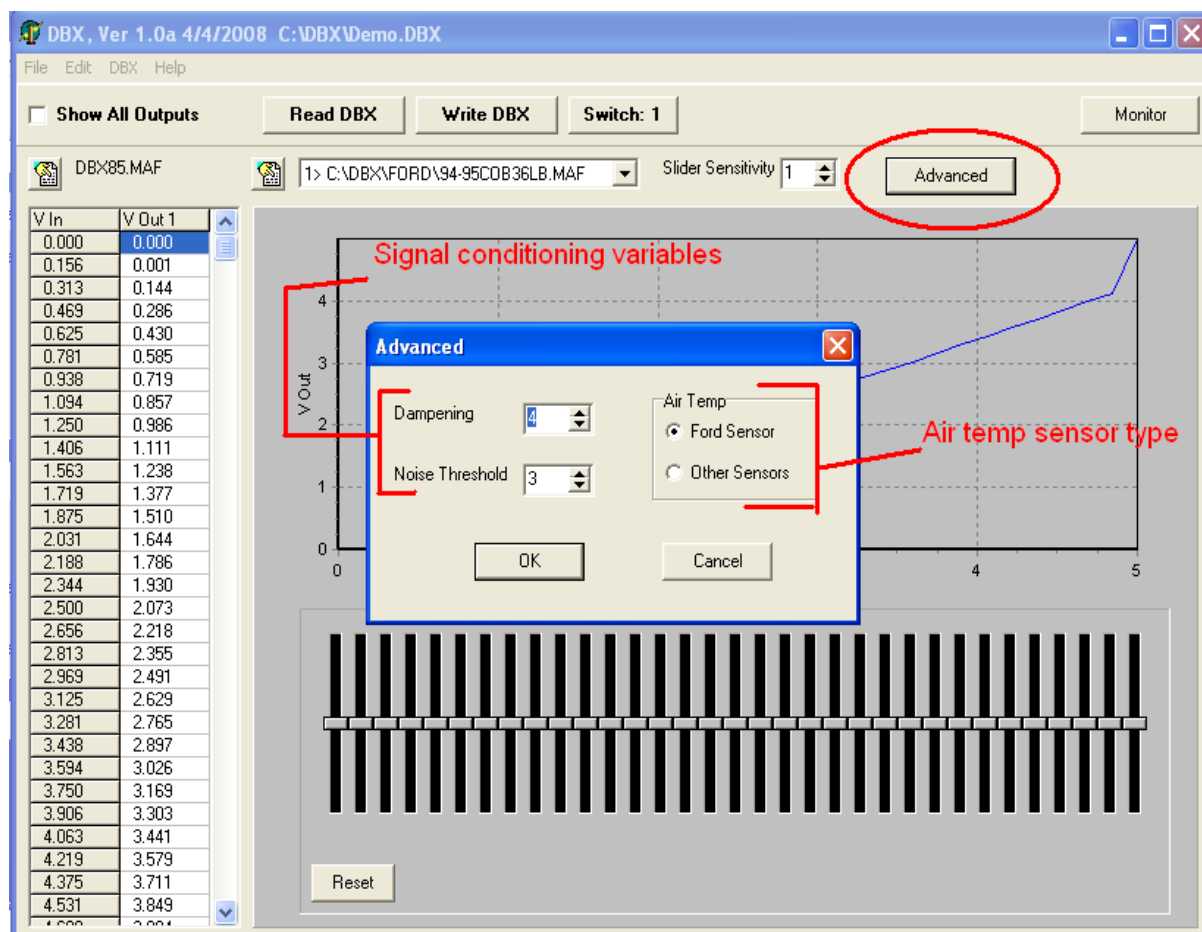 DBX, Ver 1.0a 4/4/2008 C:\DBX\Demo.DBX
File Edit DBX Help
Show All Outputs
Read DBX
Write DBX
Switch: 1
Monitor
DBX85.MAF
1> C:\DBX\FORD\94-95COB36LB.MAF
Slider Sensitivity 1
Advanced
V In V Out 1
0.000 0.000
0.156 0.001
0.313 0.144
0.469 0.286
0.625 0.430
0.781 0.585
0.938 0.719
1.094 0.857
1.250 0.986
1.406 1.111
1.563 1.238
1.719 1.377
1.875 1.510
2.031 1.644
2.188 1.786
2.344 1.930
2.500 2.073
2.656 2.218
2.813 2.355
2.969 2.491
3.125 2.629
3.281 2.765
3.438 2.897
3.594 3.026
3.750 3.169
3.906 3.303
4.063 3.441
4.219 3.579
4.375 3.711
4.531 3.849
Signal conditioning variables
V Out
4
3
2
1
0
0 4 5
Advanced
Dampening 4
Noise Threshold 3
Air Temp
Ford Sensor
Other Sensors
OK
Cancel
Air temp sensor type
Reset